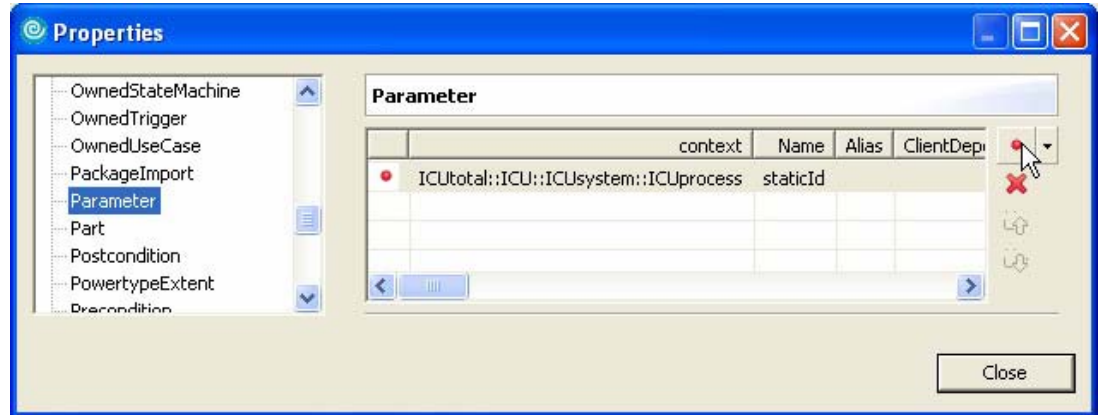 Properties
OwnedStateMachine
OwnedTrigger
OwnedUseCase
PackageImport
Parameter
Part
Postcondition
PowertypeExtent
Precondition
Parameter
context Name Alias ClientDep
ICUtotal::ICU::ICUsystem::ICUprocess staticId
Close